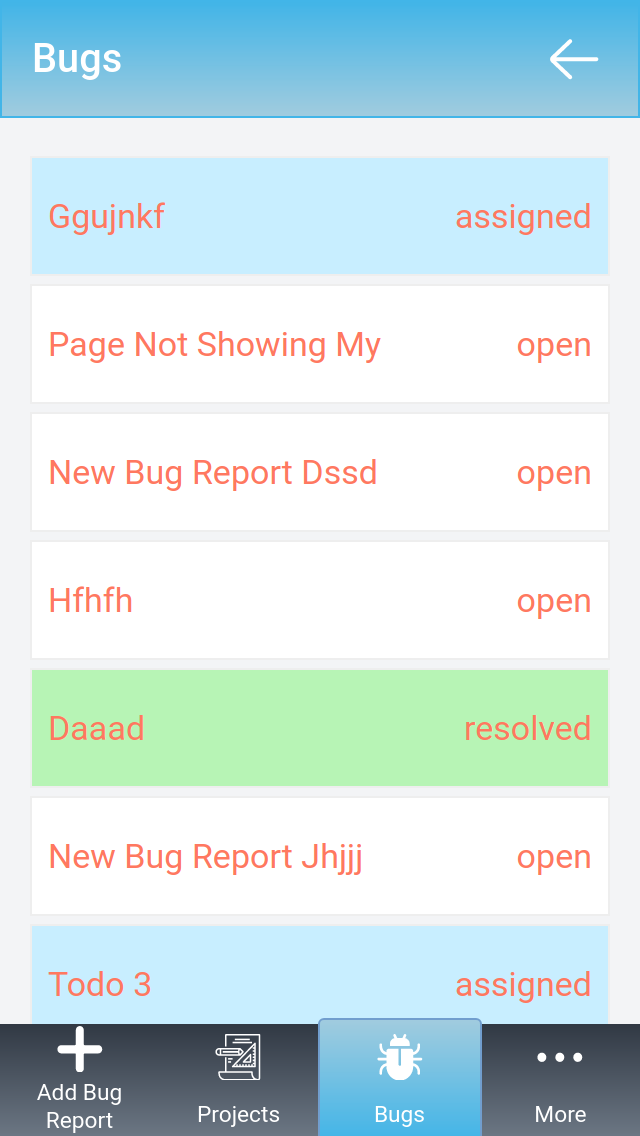 Bugs
Ggujnkf assigned
Page Not Showing My open
New Bug Report Dssd open
Hfhfh open
Daaad resolved
New Bug Report Jhjjj open
Todo 3 assigned
Add Bug
Report
Projects
Bugs
More